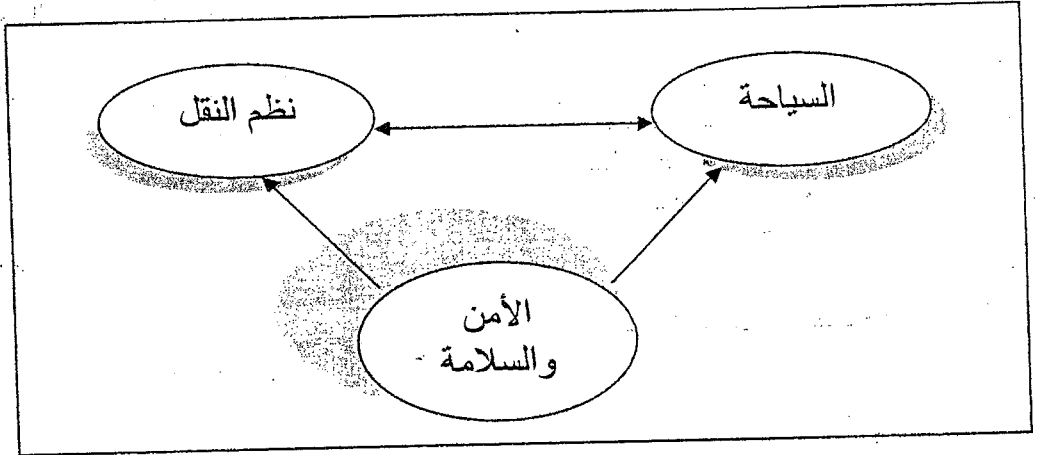 السياحة
نظم النقل
الأمن
والسلامة